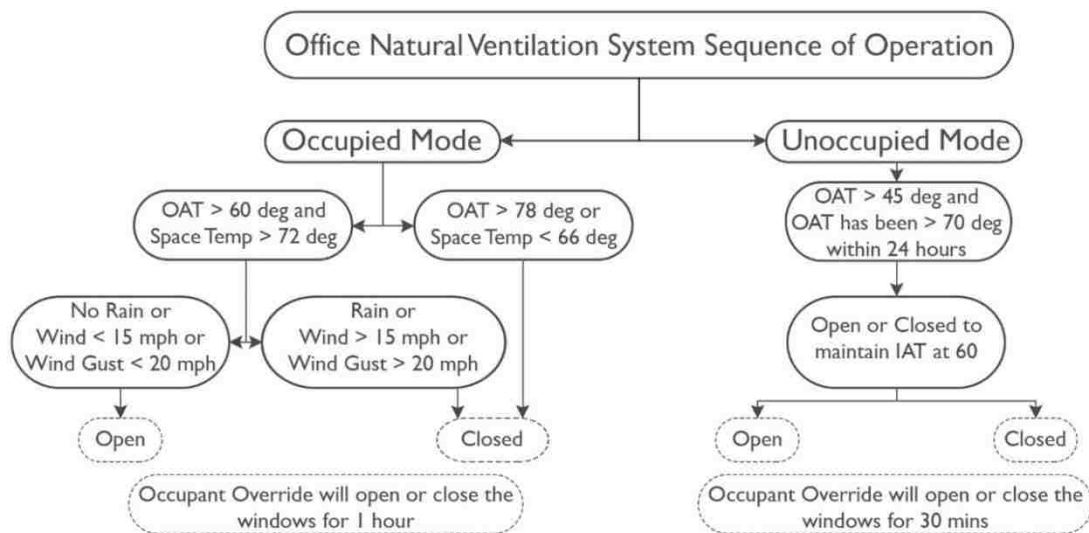 Office Natural Ventilation System Sequence of Operation
Occupied Mode
Unoccupied Mode
OAT > 60 deg and
Space Temp > 72 deg
OAT > 78 deg or
Space Temp < 66 deg
OAT > 45 deg and
OAT has been > 70 deg
within 24 hours
No Rain or
Wind < 15 mph or
Wind Gust < 20 mph
Rain or
Wind > 15 mph or
Wind Gust > 20 mph
Open or Closed to
maintain IAT at 60
Open
Closed
Open
Closed
Occupant Override will open or close the
windows for 1 hour
Occupant Override will open or close the
windows for 30 mins